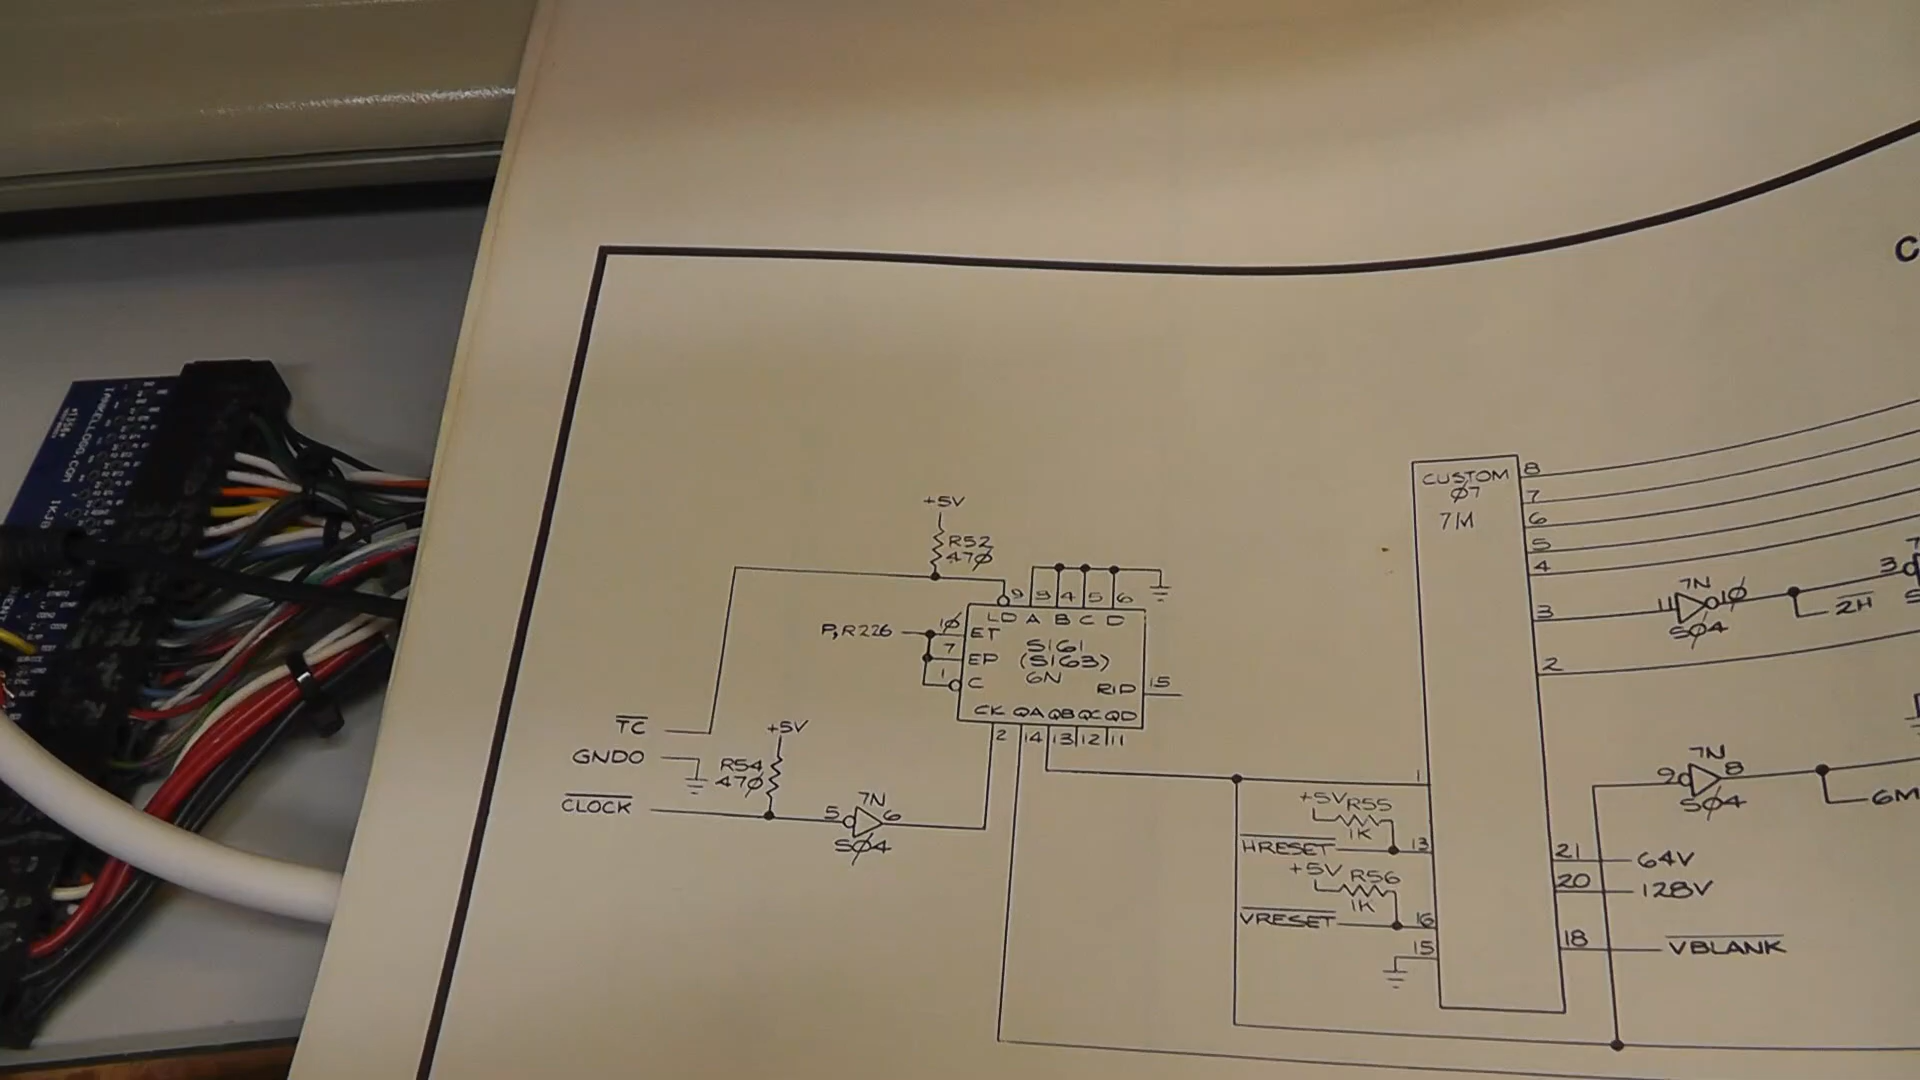 IANKELLOGG.COM
C
CUSTOM
Ø7
7M
8
7
6
5
4
3
2
+5V
R52
47Ø
9 3 4 5 6
LD A B C D
P,R226
1Ø
ET
7
EP
1
C
S161
(S163)
6N
RIP
15
CK QA QB QC QD
2 14 13 12 11
TC
GNDO
CLOCK
+5V
R54
47Ø
5
7N
6
SØ4
1
+5V R55
1K
HRESET
13
+5V R56
1K
VRESET
16
15
11
7N
1Ø
SØ4
2H
3
9
7N
8
SØ4
6M
21
64V
20
128V
18
VBLANK